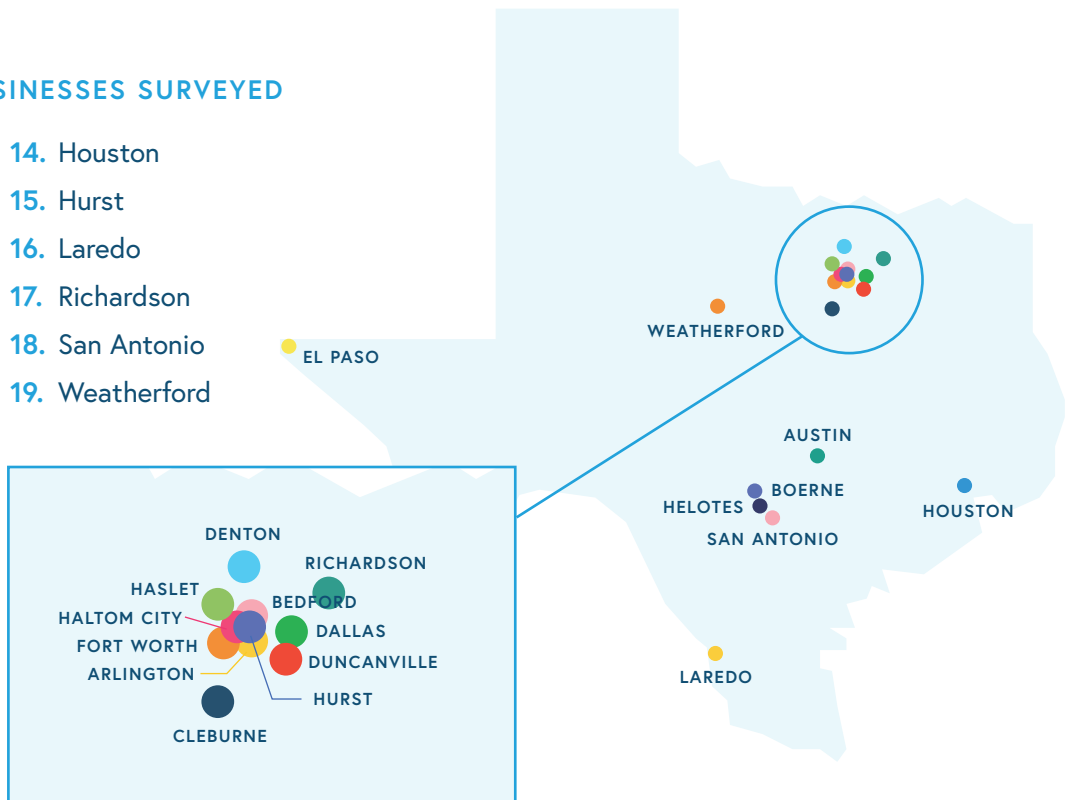 SINESSES SURVEYED
14. Houston
15. Hurst
16. Laredo
17. Richardson
18. San Antonio
19. Weatherford
WEATHERFORD
EL PASO
AUSTIN
BOERNE
HELOTES
HOUSTON
SAN ANTONIO
LAREDO
DENTON
RICHARDSON
HASLET
BEDFORD
HALTOM CITY
DALLAS
FORT WORTH
DUNCANVILLE
ARLINGTON
HURST
CLEBURNE